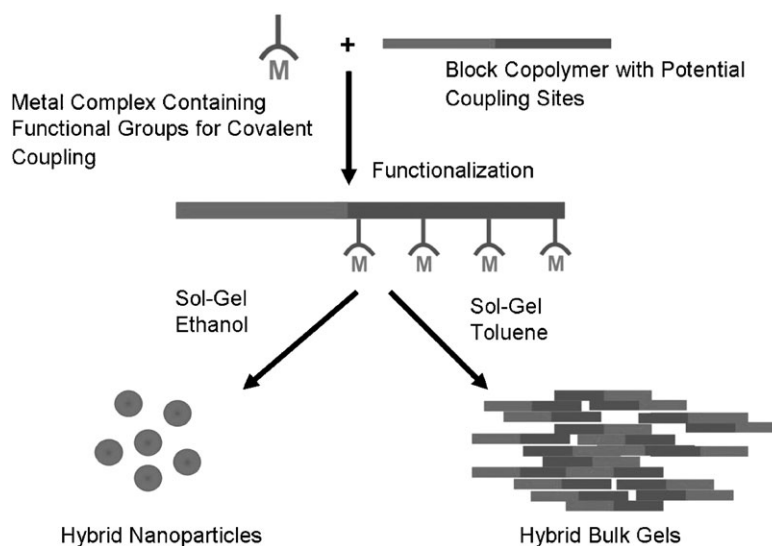 +
M
Block Copolymer with Potential
Coupling Sites
Metal Complex Containing
Functional Groups for Covalent
Coupling
Functionalization
M M M M
Sol-Gel
Ethanol
Sol-Gel
Toluene
Hybrid Nanoparticles
Hybrid Bulk Gels